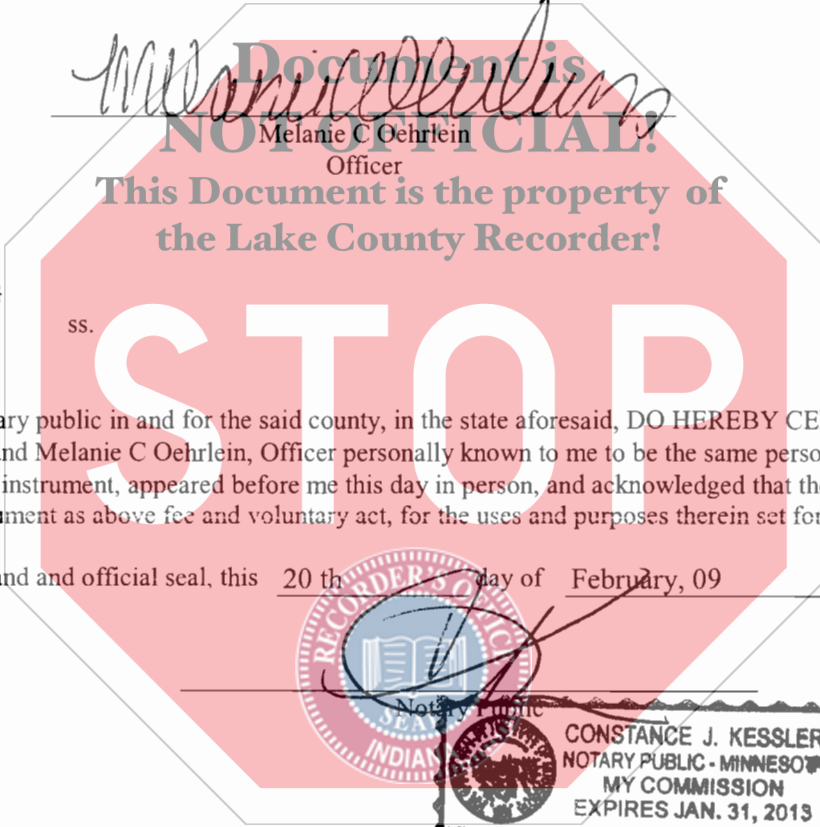 Document is
NOT OFFICIAL!
Melanie C Oehrlein
Officer
This Document is the property of
the Lake County Recorder!
ss.
STOP
ary public in and for the said county, in the state aforesaid, DO HEREBY CE
nd Melanie C Oehrlein, Officer personally known to me to be the same perso
instrument, appeared before me this day in person, and acknowledged that th
ment as above fee and voluntary act, for the uses and purposes therein set for
nd and official seal, this 20 th day of February, 09
RECORDER'S OFFIC
SEAL
INDIANA
Notary Public
CONSTANCE J. KESSLER
NOTARY PUBLIC - MINNESOT
MY COMMISSION
EXPIRES JAN. 31, 2013